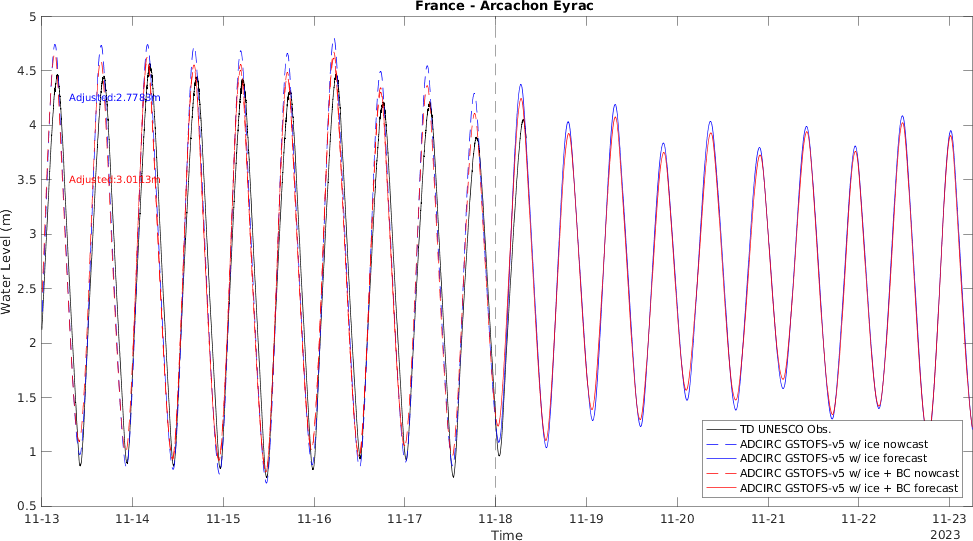 France - Arcachon Eyrac
Water Level (m)
5
4.5
4
3.5
3
2.5
2
1.5
1
0.5
Adjusted:2.7783m
Adjusted:3.0113m
TD UNESCO Obs.
ADCIRC GSTOFS-v5 w/ ice nowcast
ADCIRC GSTOFS-v5 w/ ice forecast
ADCIRC GSTOFS-v5 w/ ice + BC nowcast
ADCIRC GSTOFS-v5 w/ ice + BC forecast
11-13 11-14 11-15 11-16 11-17 11-18 11-19 11-20 11-21 11-22 11-23
2023
Time